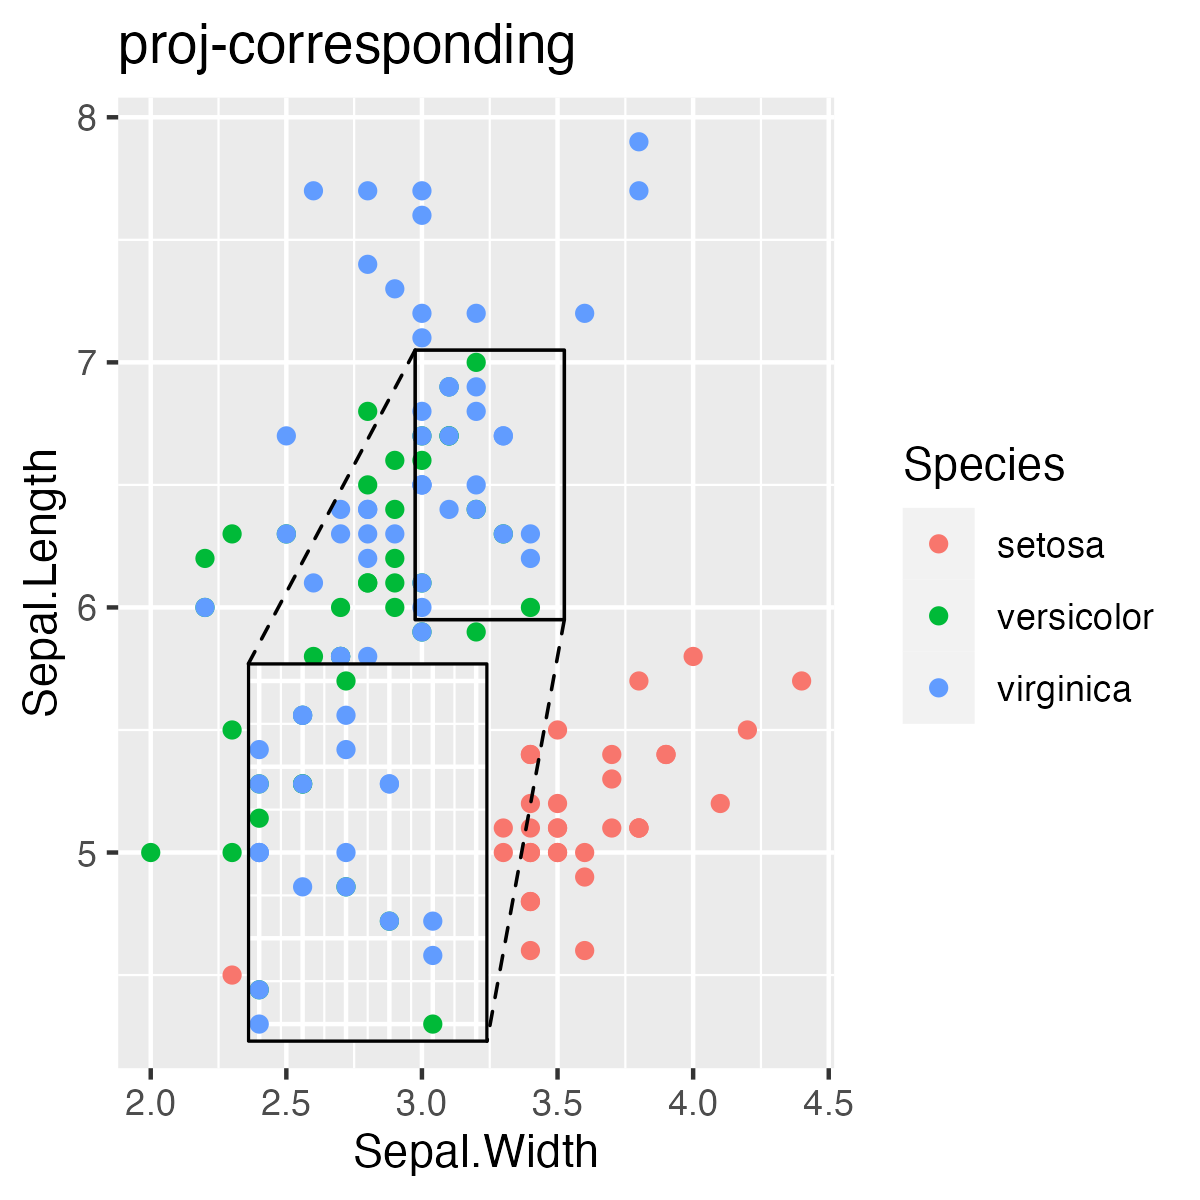 proj-corresponding
8
7
6
5
Sepal.Length
2.0 2.5 3.0 3.5 4.0 4.5
Sepal.Width
Species
setosa
versicolor
virginica